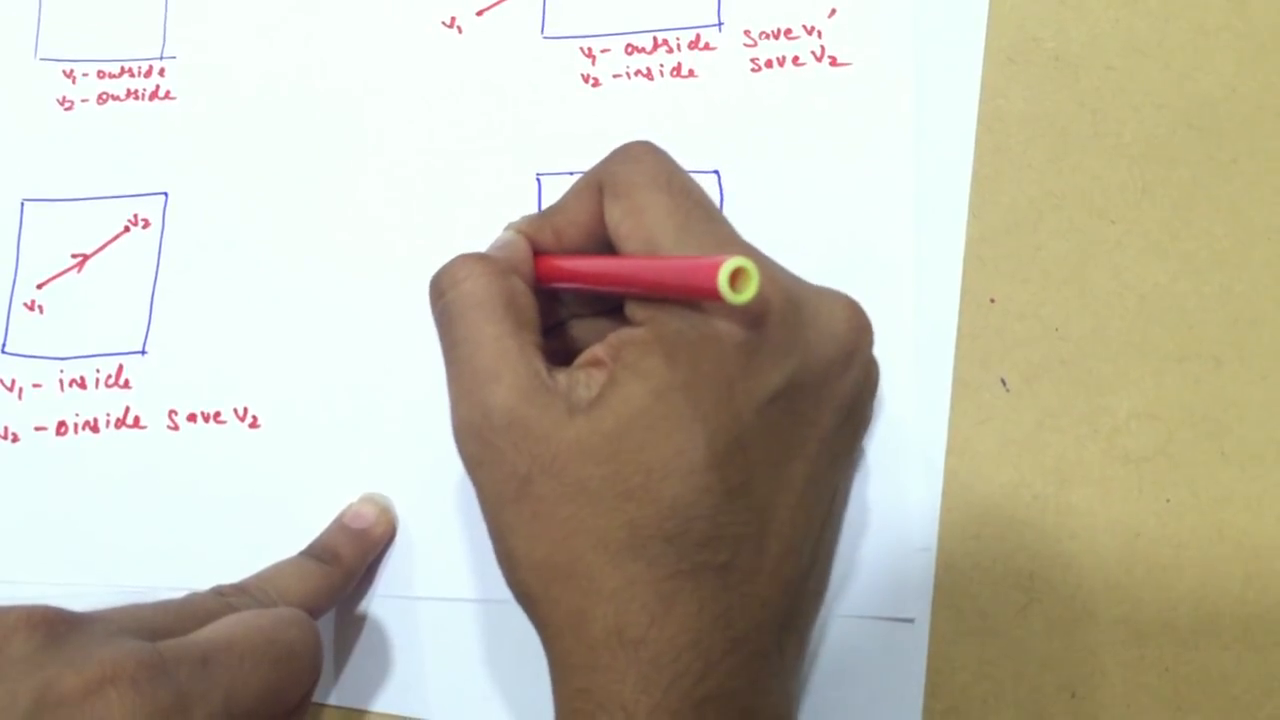 v₁
v₁ - outside save v₁'
v₂ - inside save v₂
v₁ - outside
v₂ - outside
v₂
v₁
v₁ - inside
v₂ - oinside save v₂